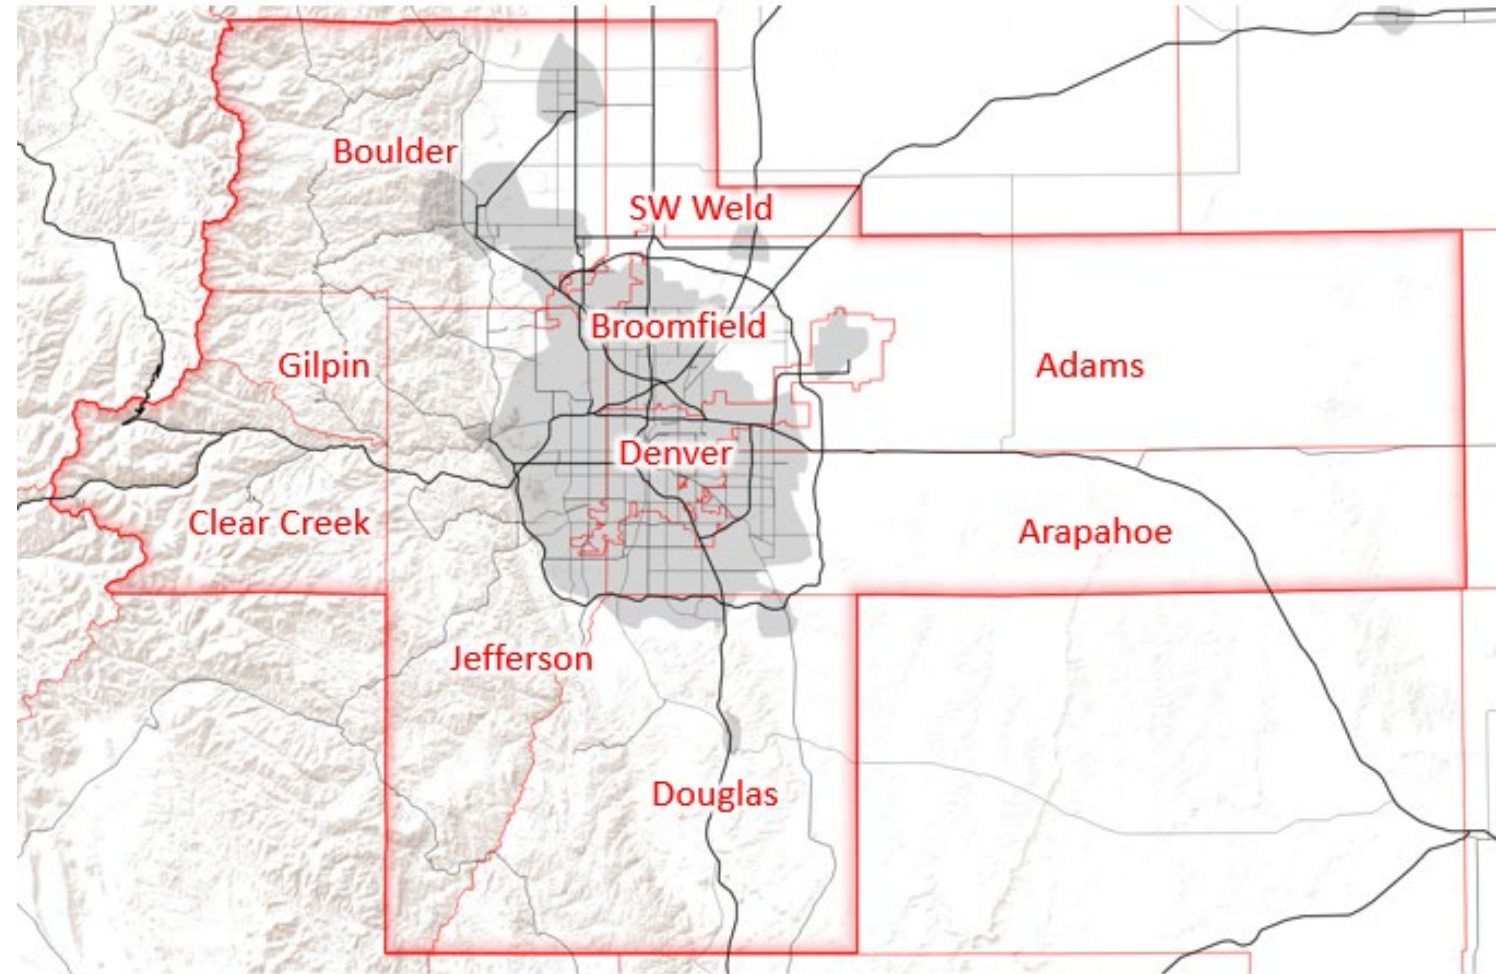 Boulder
SW Weld
Broomfield
Gilpin
Adams
Denver
Clear Creek
Arapahoe
Jefferson
Douglas